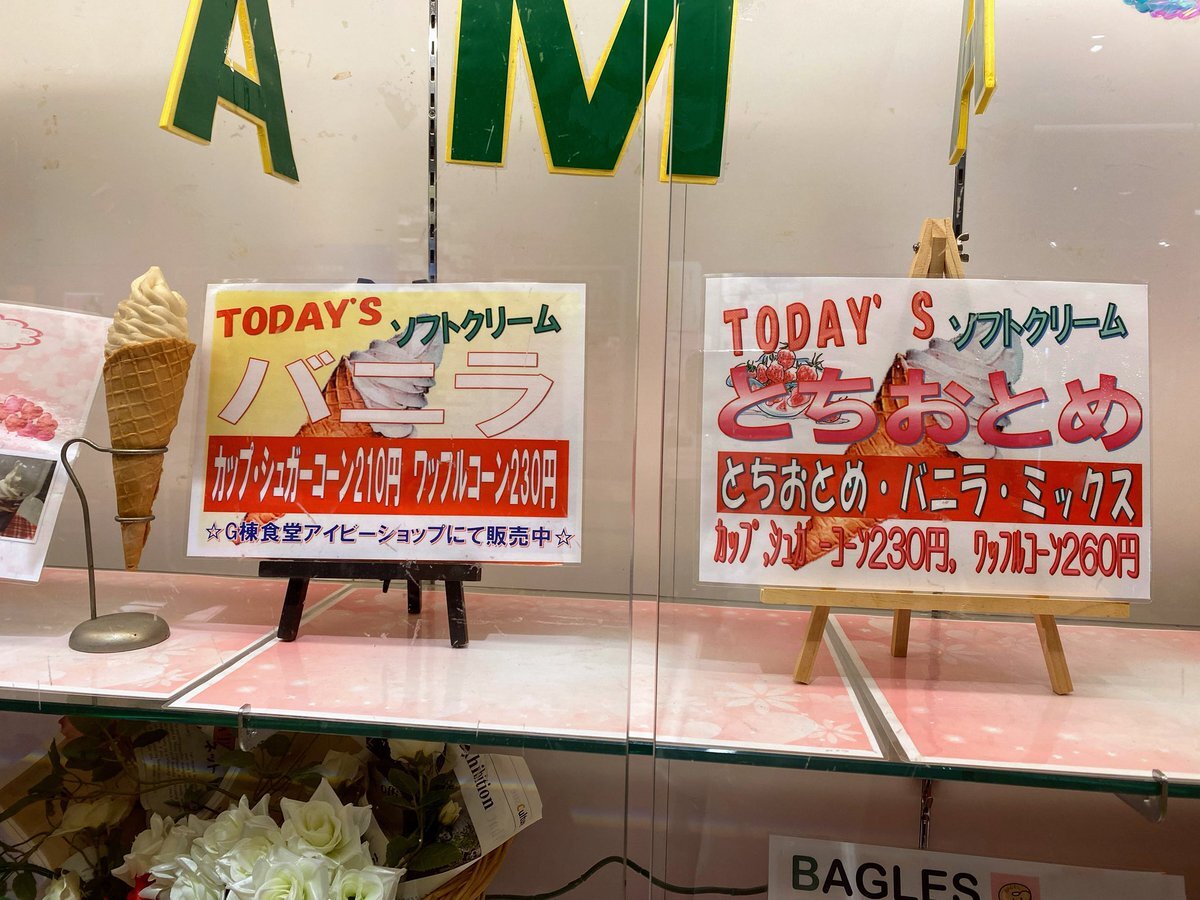 AM
TODAY'S
ソフトクリーム
バニラ
カップ・シュガーコーン210円 ワッフルコーン230円
☆G棟食堂アイビーショップにて販売中☆
TODAY'S
ソフトクリーム
とちおとめ
とちおとめ・バニラ・ミックス
カップ,シュガーコーン230円, ワッフルコーン260円
BAGLES